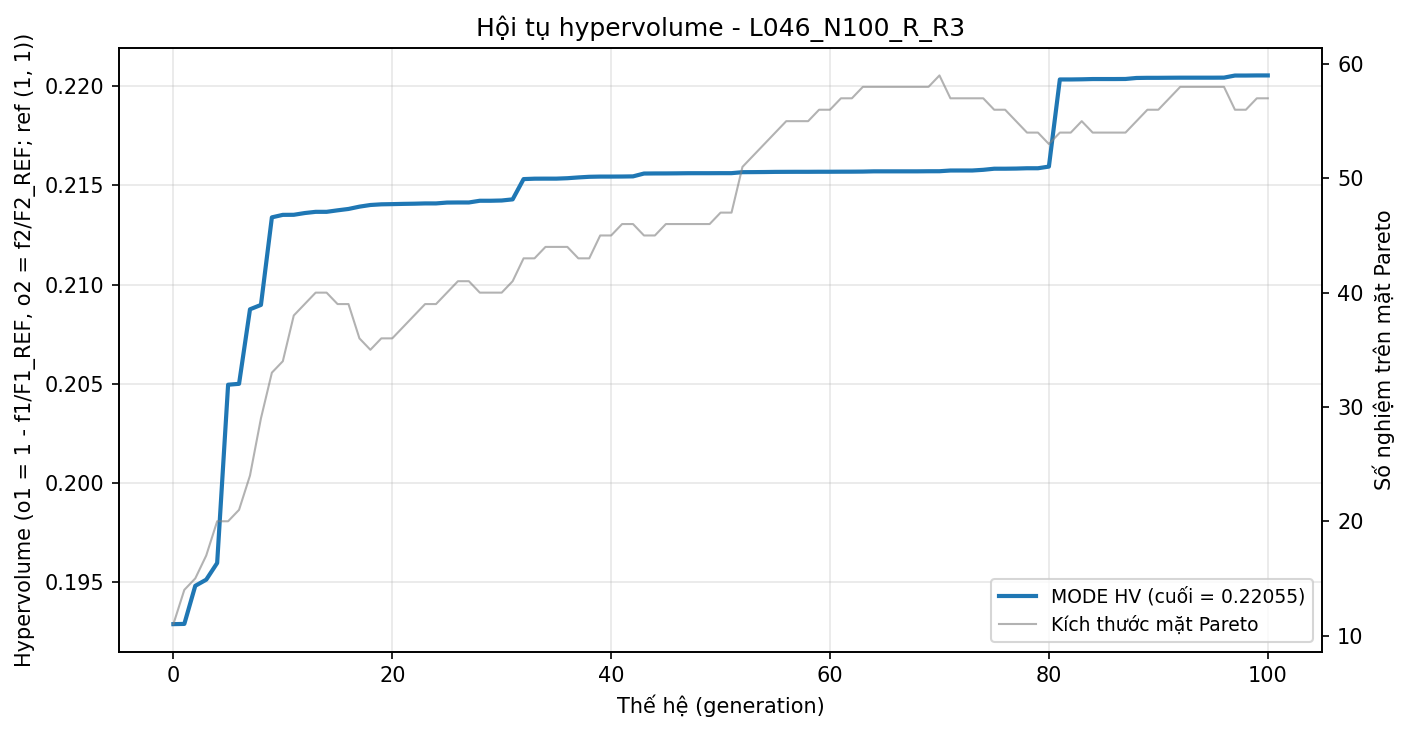 Hội tụ hypervolume - L046_N100_R_R3
Hypervolume (o1 = 1 - f1/F1_REF, o2 = f2/F2_REF; ref (1, 1))
0.220
0.215
0.210
0.205
0.200
0.195
60
50
40
30
20
10
Số nghiệm trên mặt Pareto
MODE HV (cuối = 0.22055)
Kích thước mặt Pareto
0 20 40 60 80 100
Thế hệ (generation)